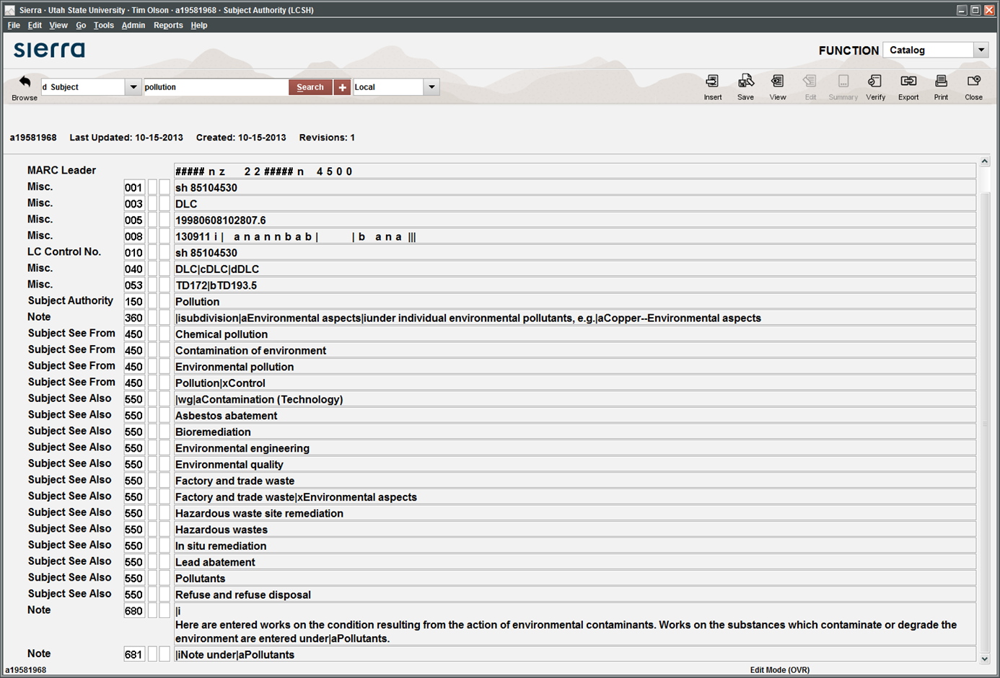 Sierra · Utah State University · Tim Olson · a19581968 · Subject Authority (LCSH)
File Edit View Go Tools Admin Reports Help
sierra
FUNCTION Catalog
Browse d Subject pollution Search + Local Insert Save View Edit Summary Verify Export Print Close
a19581968 Last Updated: 10-15-2013 Created: 10-15-2013 Revisions: 1
MARC Leader ##### n z 2 2 ##### n 4 5 0 0
Misc. 001 sh 85104530
Misc. 003 DLC
Misc. 005 19980608102807.6
Misc. 008 130911 i | a n a n n b a b | | b a n a |||
LC Control No. 010 sh 85104530
Misc. 040 DLC|cDLC|dDLC
Misc. 053 TD172|bTD193.5
Subject Authority 150 Pollution
Note 360 |isubdivision|aEnvironmental aspects|iunder individual environmental pollutants, e.g.|aCopper--Environmental aspects
Subject See From 450 Chemical pollution
Subject See From 450 Contamination of environment
Subject See From 450 Environmental pollution
Subject See From 450 Pollution|xControl
Subject See Also 550 |wg|aContamination (Technology)
Subject See Also 550 Asbestos abatement
Subject See Also 550 Bioremediation
Subject See Also 550 Environmental engineering
Subject See Also 550 Environmental quality
Subject See Also 550 Factory and trade waste
Subject See Also 550 Factory and trade waste|xEnvironmental aspects
Subject See Also 550 Hazardous waste site remediation
Subject See Also 550 Hazardous wastes
Subject See Also 550 In situ remediation
Subject See Also 550 Lead abatement
Subject See Also 550 Pollutants
Subject See Also 550 Refuse and refuse disposal
Note 680 |i
Here are entered works on the condition resulting from the action of environmental contaminants. Works on the substances which contaminate or degrade the
environment are entered under|aPollutants.
Note 681 |iNote under|aPollutants
a19581968 Edit Mode (OVR)